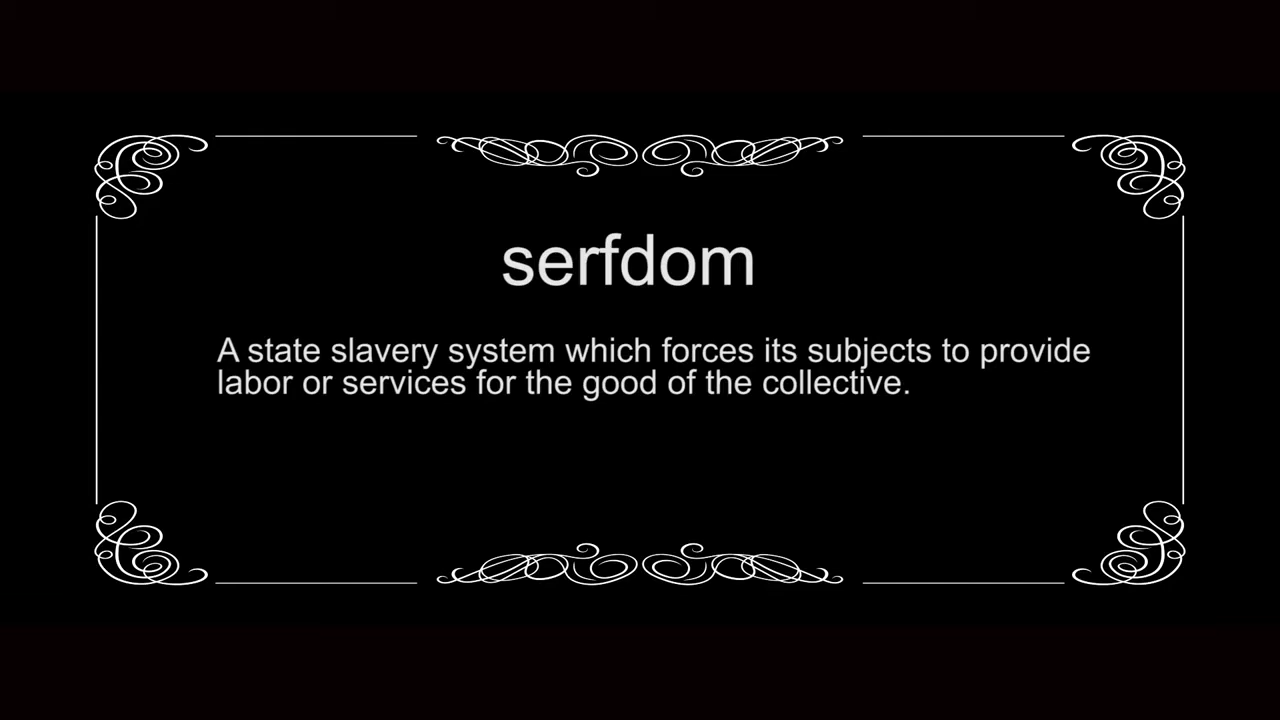 serfdom
A state slavery system which forces its subjects to provide
labor or services for the good of the collective.